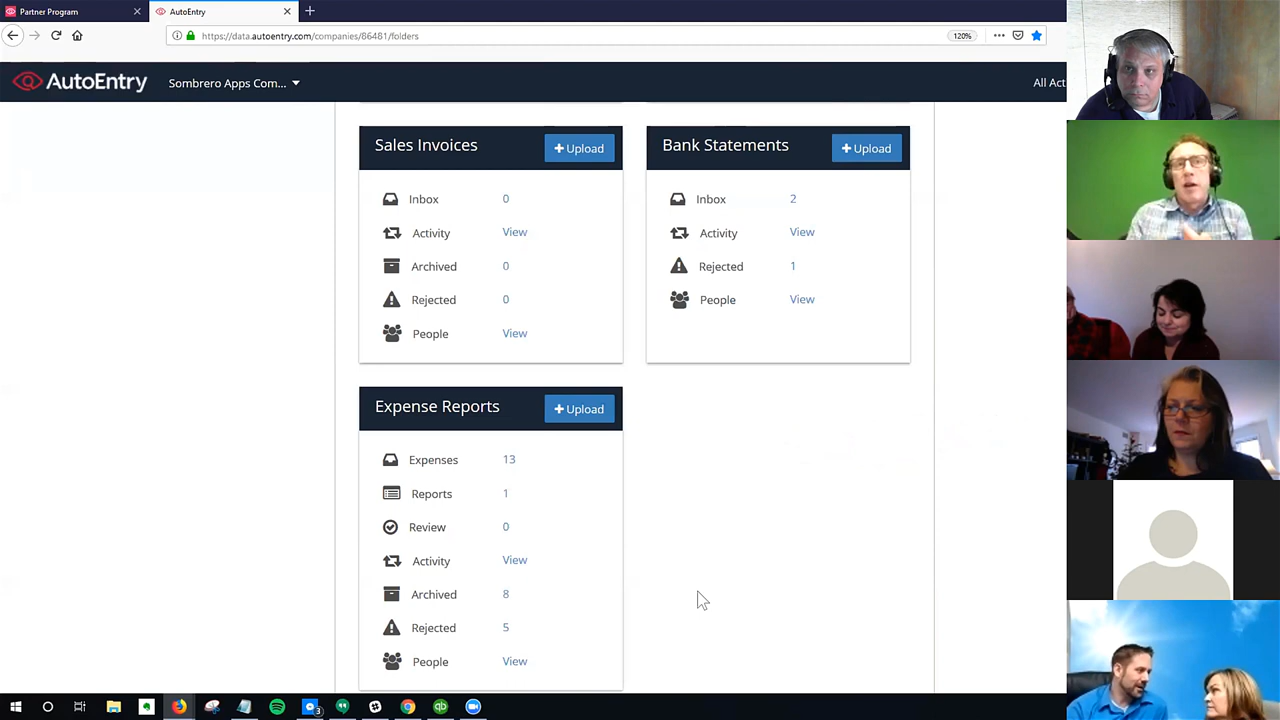 Partner Program
AutoEntry
https://data.autoentry.com/companies/86481/folders
120%
AutoEntry
Sombrero Apps Com...
All Act
Sales Invoices
+ Upload
Inbox 0
Activity View
Archived 0
Rejected 0
People View
Bank Statements
+ Upload
Inbox 2
Activity View
Rejected 1
People View
Expense Reports
+ Upload
Expenses 13
Reports 1
Review 0
Activity View
Archived 8
Rejected 5
People View
3
qb